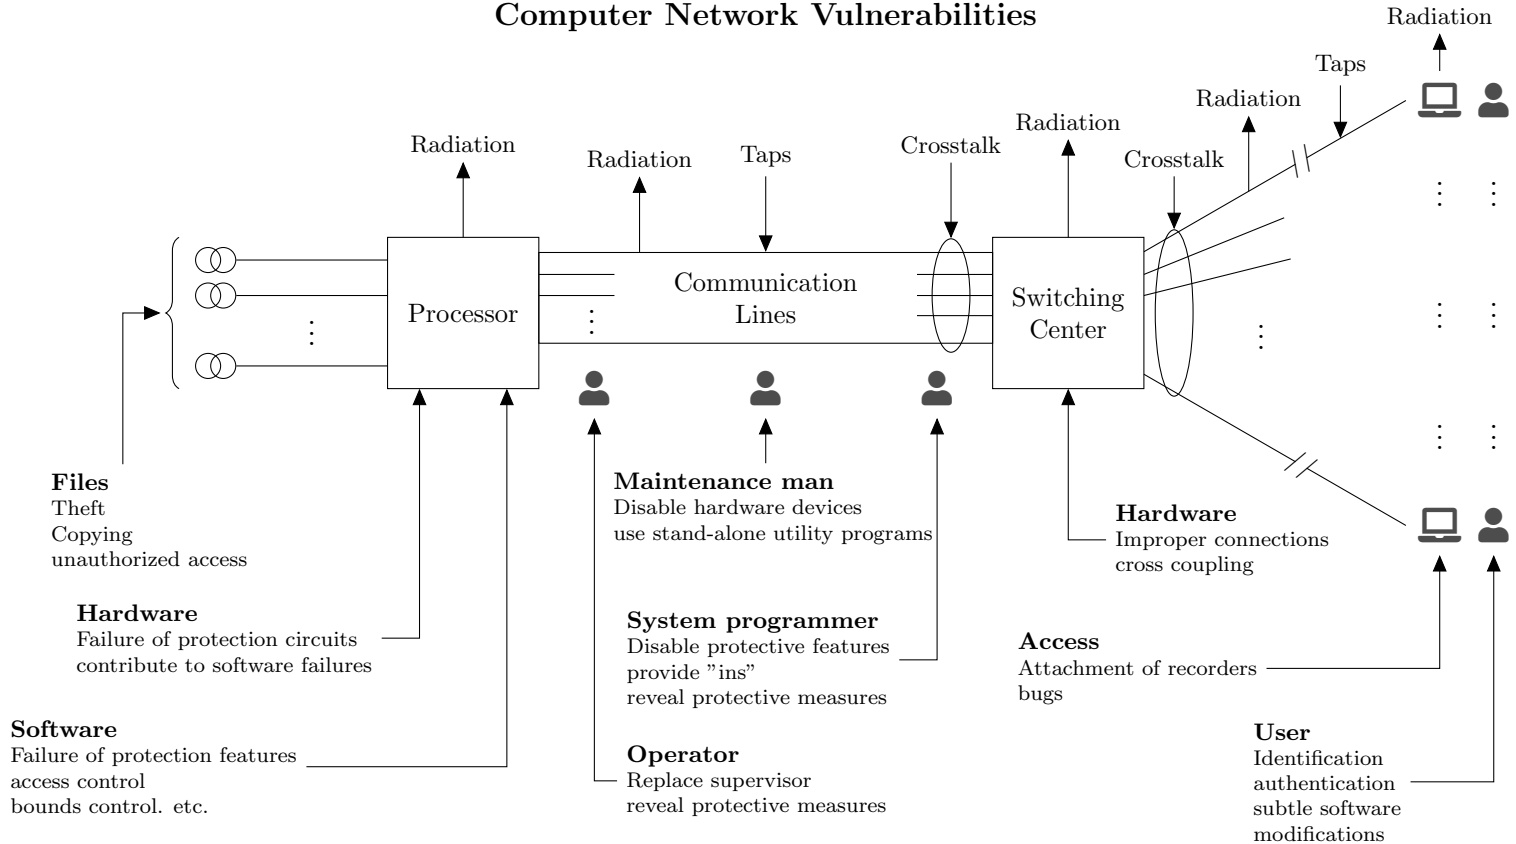 Computer Network Vulnerabilities
Radiation
Taps
Radiation
Radiation
Crosstalk
Radiation
Radiation
Taps
Crosstalk
Processor
Communication
Lines
Switching
Center
Files
Theft
Copying
unauthorized access
Maintenance man
Disable hardware devices
use stand-alone utility programs
Hardware
Improper connections
cross coupling
Hardware
Failure of protection circuits
contribute to software failures
System programmer
Disable protective features
provide ”ins”
reveal protective measures
Access
Attachment of recorders
bugs
Software
Failure of protection features
access control
bounds control. etc.
Operator
Replace supervisor
reveal protective measures
User
Identification
authentication
subtle software
modifications